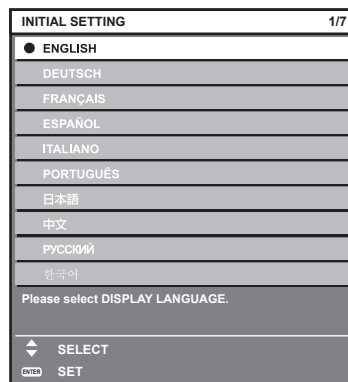 INITIAL SETTING 1/7
ENGLISH
DEUTSCH
FRANÇAIS
ESPAÑOL
ITALIANO
PORTUGUÊS
日本語
中文
РУССКИЙ
한국어
Please select DISPLAY LANGUAGE.
SELECT
ENTER SET